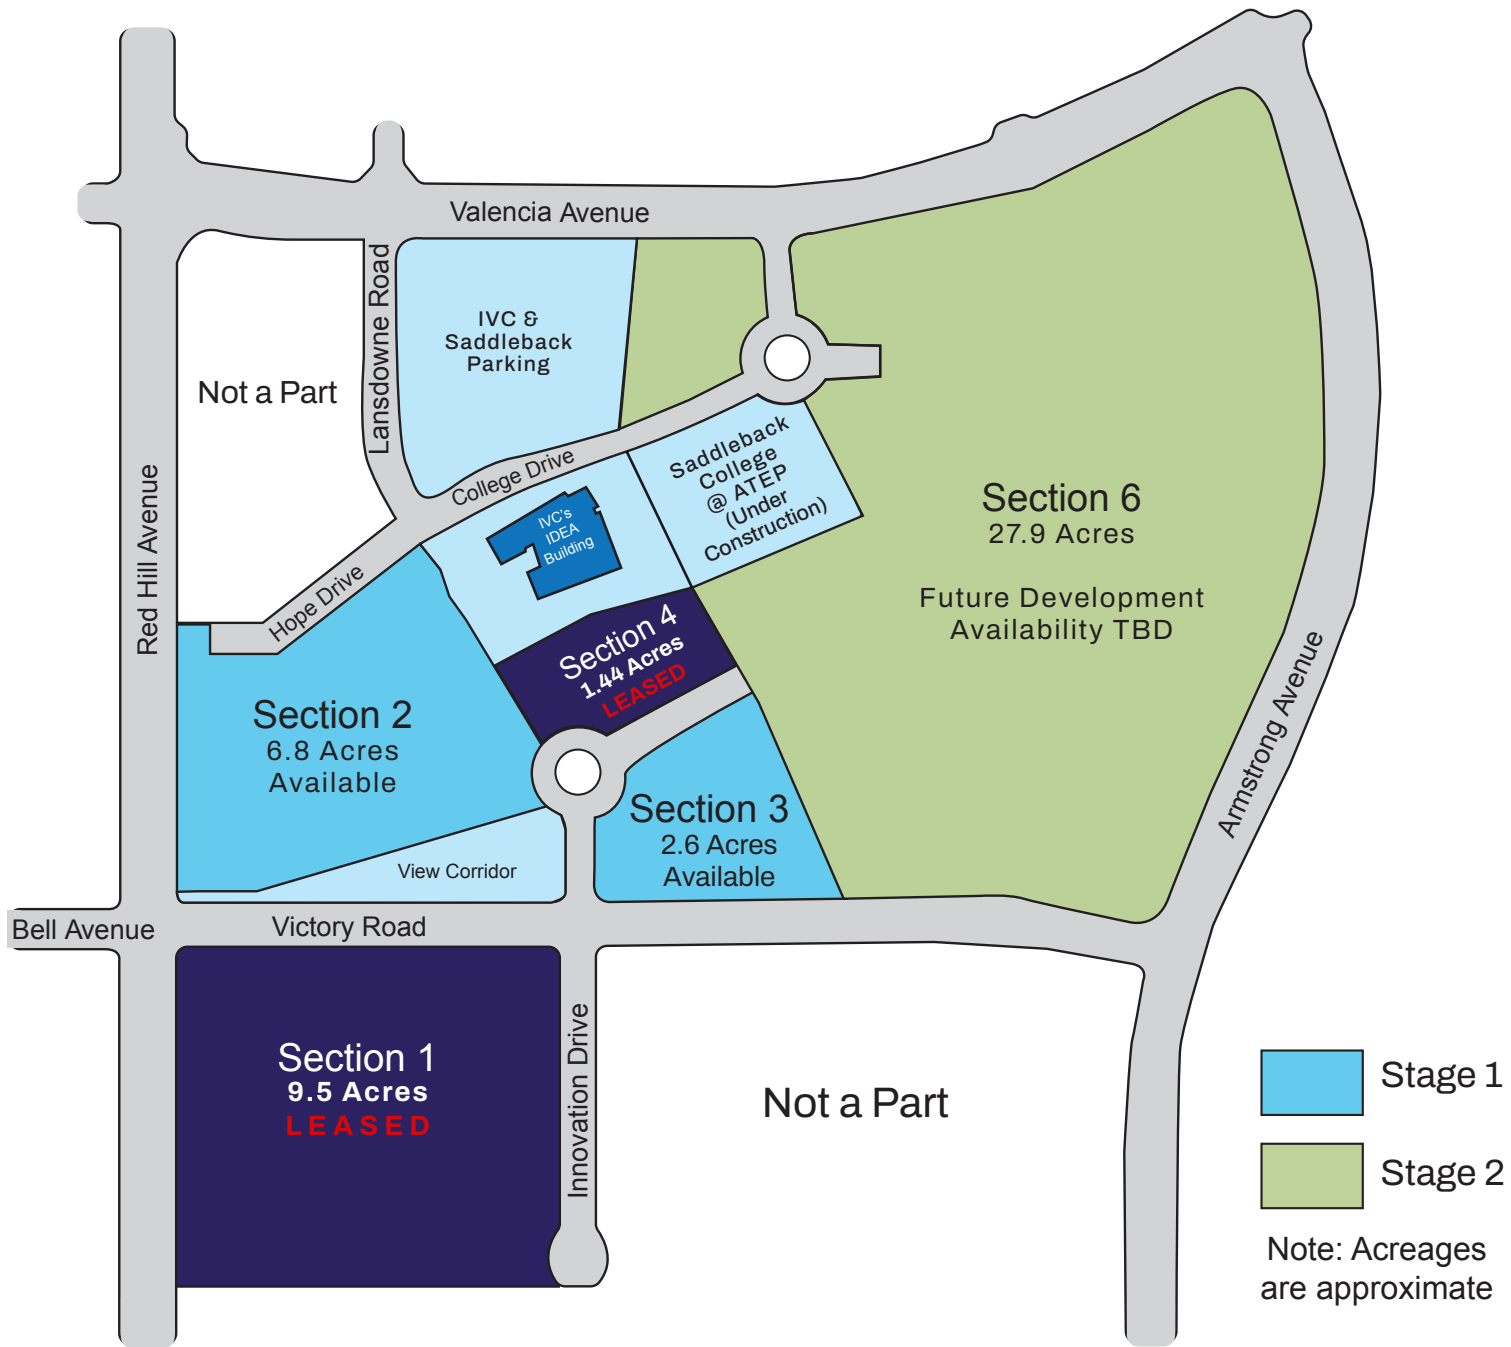 Valencia Avenue
Lansdowne Road
IVC &
Saddleback
Parking
Not a Part
College Drive
Saddleback
College
@ ATEP
(Under
Construction)
IVC's
IDEA
Building
Section 6
27.9 Acres
Future Development
Availability TBD
Red Hill Avenue
Hope Drive
Section 4
1.44 Acres
LEASED
Section 2
6.8 Acres
Available
Armstrong Avenue
Section 3
2.6 Acres
Available
View Corridor
Bell Avenue
Victory Road
Section 1
9.5 Acres
LEASED
Innovation Drive
Not a Part
Stage 1
Stage 2
Note: Acreages
are approximate